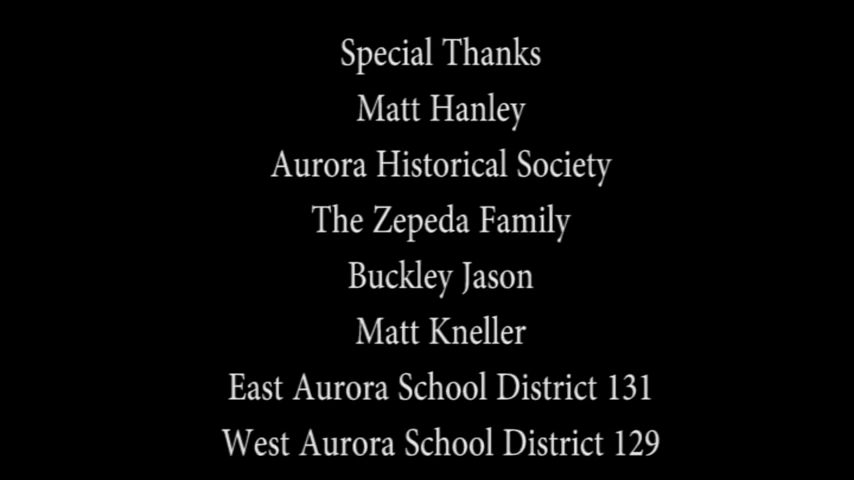 Special Thanks
Matt Hanley
Aurora Historical Society
The Zepeda Family
Buckley Jason
Matt Kneller
East Aurora School District 131
West Aurora School District 129